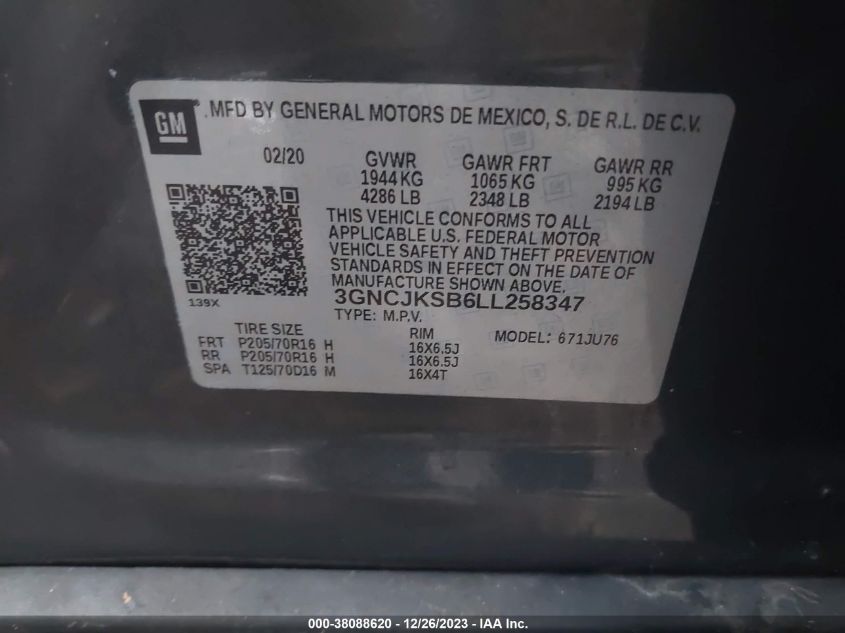 GM
MFD BY GENERAL MOTORS DE MEXICO, S. DE R.L. DE C.V.
02/20 GVWR GAWR FRT GAWR RR
1944 KG 1065 KG 995 KG
4286 LB 2348 LB 2194 LB
THIS VEHICLE CONFORMS TO ALL
APPLICABLE U.S. FEDERAL MOTOR
VEHICLE SAFETY AND THEFT PREVENTION
STANDARDS IN EFFECT ON THE DATE OF
MANUFACTURE SHOWN ABOVE.
139X
3GNCJKSB6LL258347
TYPE: M.P.V.
TIRE SIZE RIM MODEL: 671JU76
FRT P205/70R16 H 16X6.5J
RR P205/70R16 H 16X6.5J
SPA T125/70D16 M 16X4T
000-38088620 - 12/26/2023 - © IAA Inc.